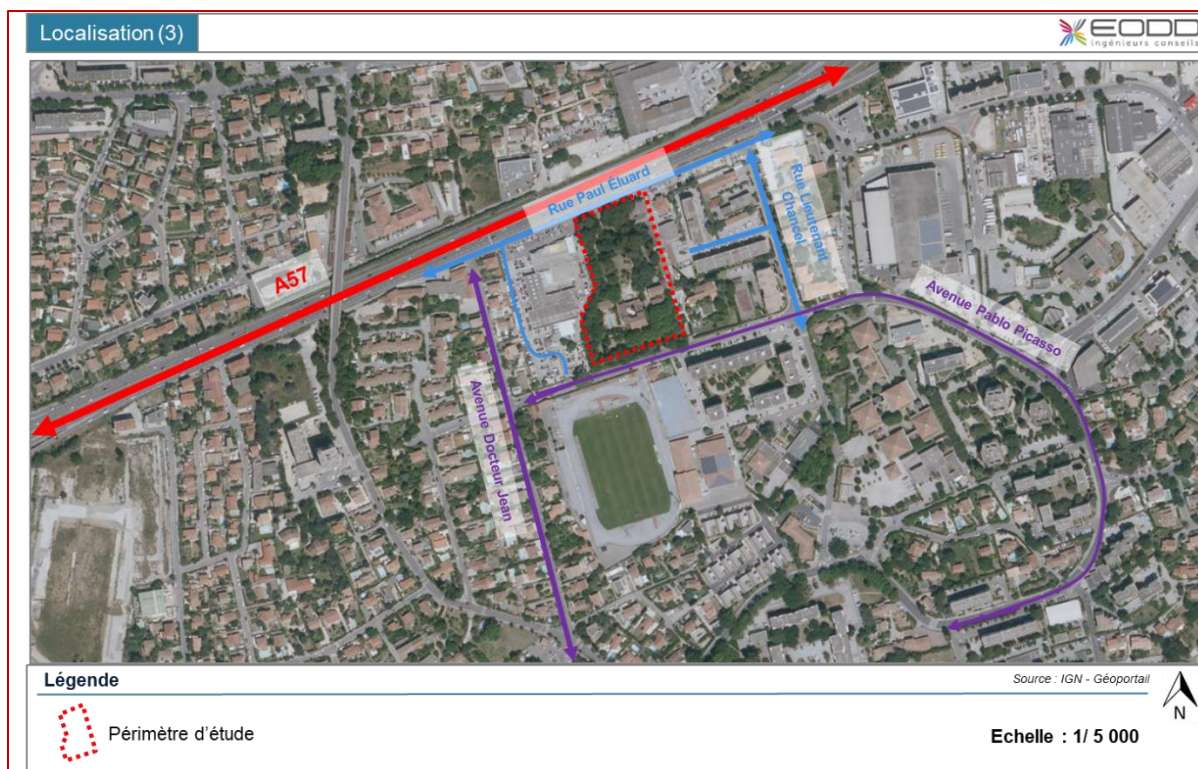 Localisation (3)
EODD
ingénieurs conseils
Rue Paul Éluard
Rue Lieutenant
Chancel
A57
Avenue Pablo Picasso
Avenue Docteur Jean
Légende
Source : IGN - Géoportail
Périmètre d'étude
N
Echelle : 1/ 5 000